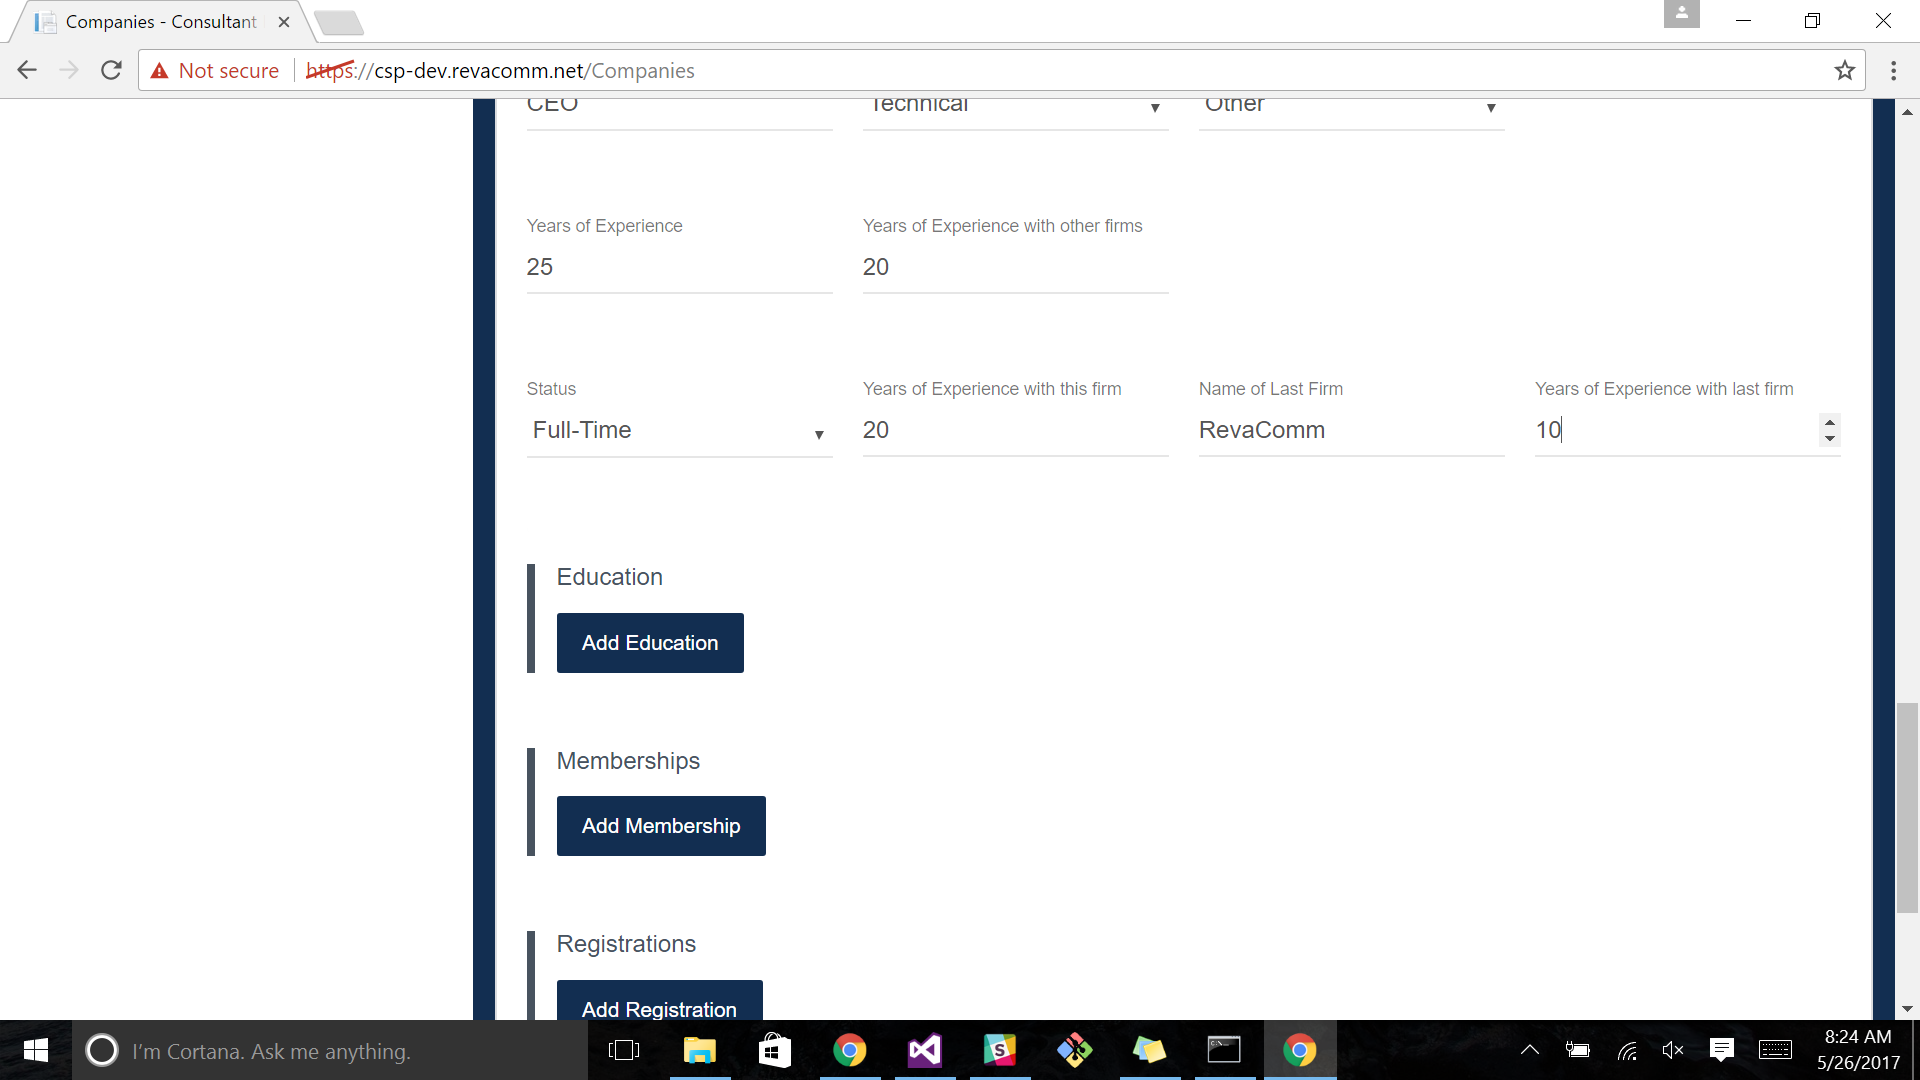 Companies - Consultant
Not secure https://csp-dev.revacomm.net/Companies
CEO Technical Other
Years of Experience Years of Experience with other firms
25 20
Status Years of Experience with this firm Name of Last Firm Years of Experience with last firm
Full-Time 20 RevaComm 10
Education
Add Education
Memberships
Add Membership
Registrations
Add Registration
I'm Cortana. Ask me anything.
8:24 AM
5/26/2017